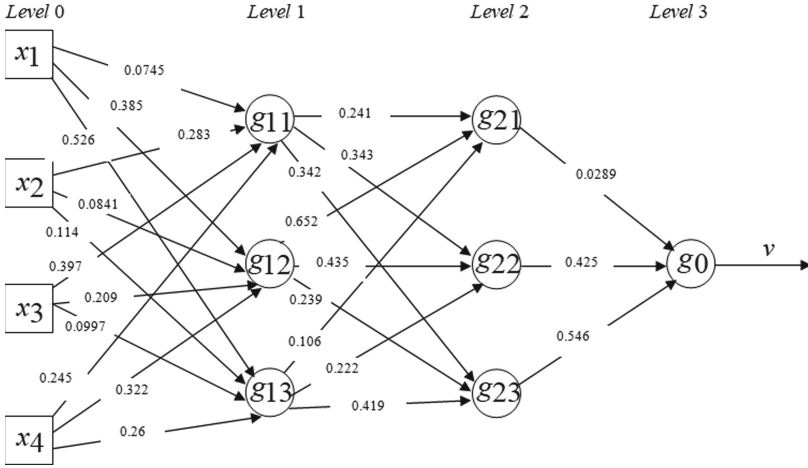 Level 0 Level 1 Level 2 Level 3
x1
0.0745
0.385
0.526
0.283
g11
0.241
0.343
0.342
g21
0.0289
x2
0.0841
0.114
0.397
g12
0.652
0.435
0.239
g22
0.425
g0
v
x3
0.209
0.0997
0.245
0.322
0.106
0.222
0.546
g13
0.419
g23
x4
0.26